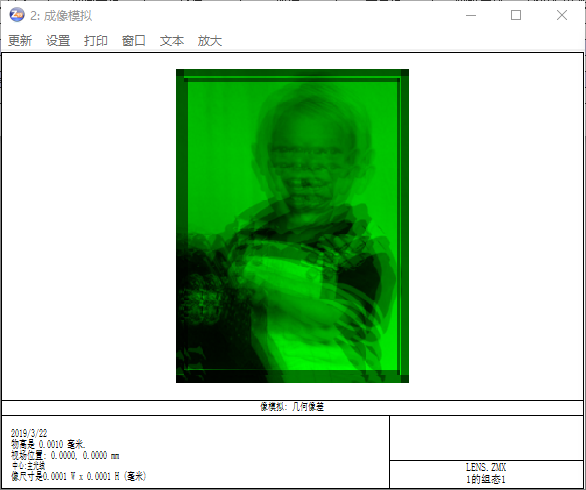 2: 成像模拟
更新 设置 打印 窗口 文本 放大
像模拟: 几何像差
2019/3/22
物高是 0.0010 毫米.
视场位置: 0.0000, 0.0000 mm
中心:主光线
像尺寸是0.0001 W x 0.0001 H (毫米)
LENS.ZMX
1的组态1